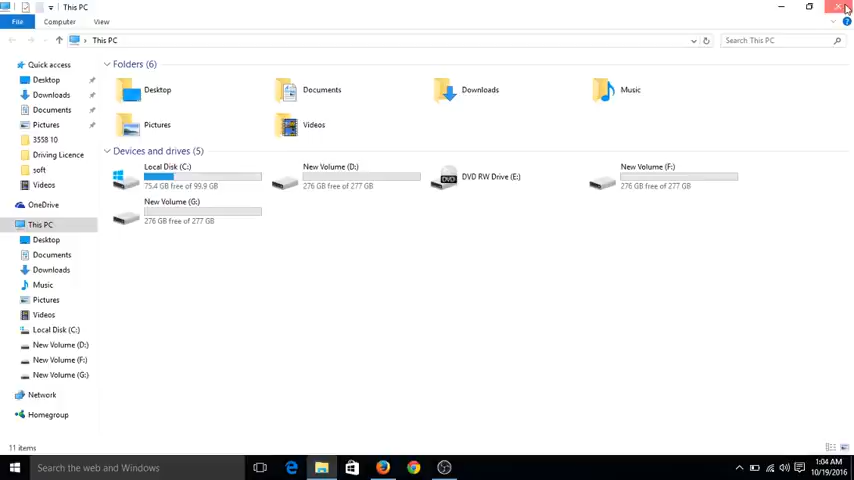 This PC
File Computer View
This PC
Search This PC
Quick access
Desktop
Downloads
Documents
Pictures
3558 10
Driving Licence
soft
Videos
OneDrive
This PC
Desktop
Documents
Downloads
Music
Pictures
Videos
Local Disk (C:)
New Volume (D:)
New Volume (F:)
New Volume (G:)
Network
Homegroup
Folders (6)
Desktop
Documents
Downloads
Music
Pictures
Videos
Devices and drives (5)
Local Disk (C:)
75.4 GB free of 99.9 GB
New Volume (D:)
276 GB free of 277 GB
DVD RW Drive (E:)
DVD
New Volume (F:)
276 GB free of 277 GB
New Volume (G:)
276 GB free of 277 GB
11 items
Search the web and Windows
1:04 AM
10/19/2016